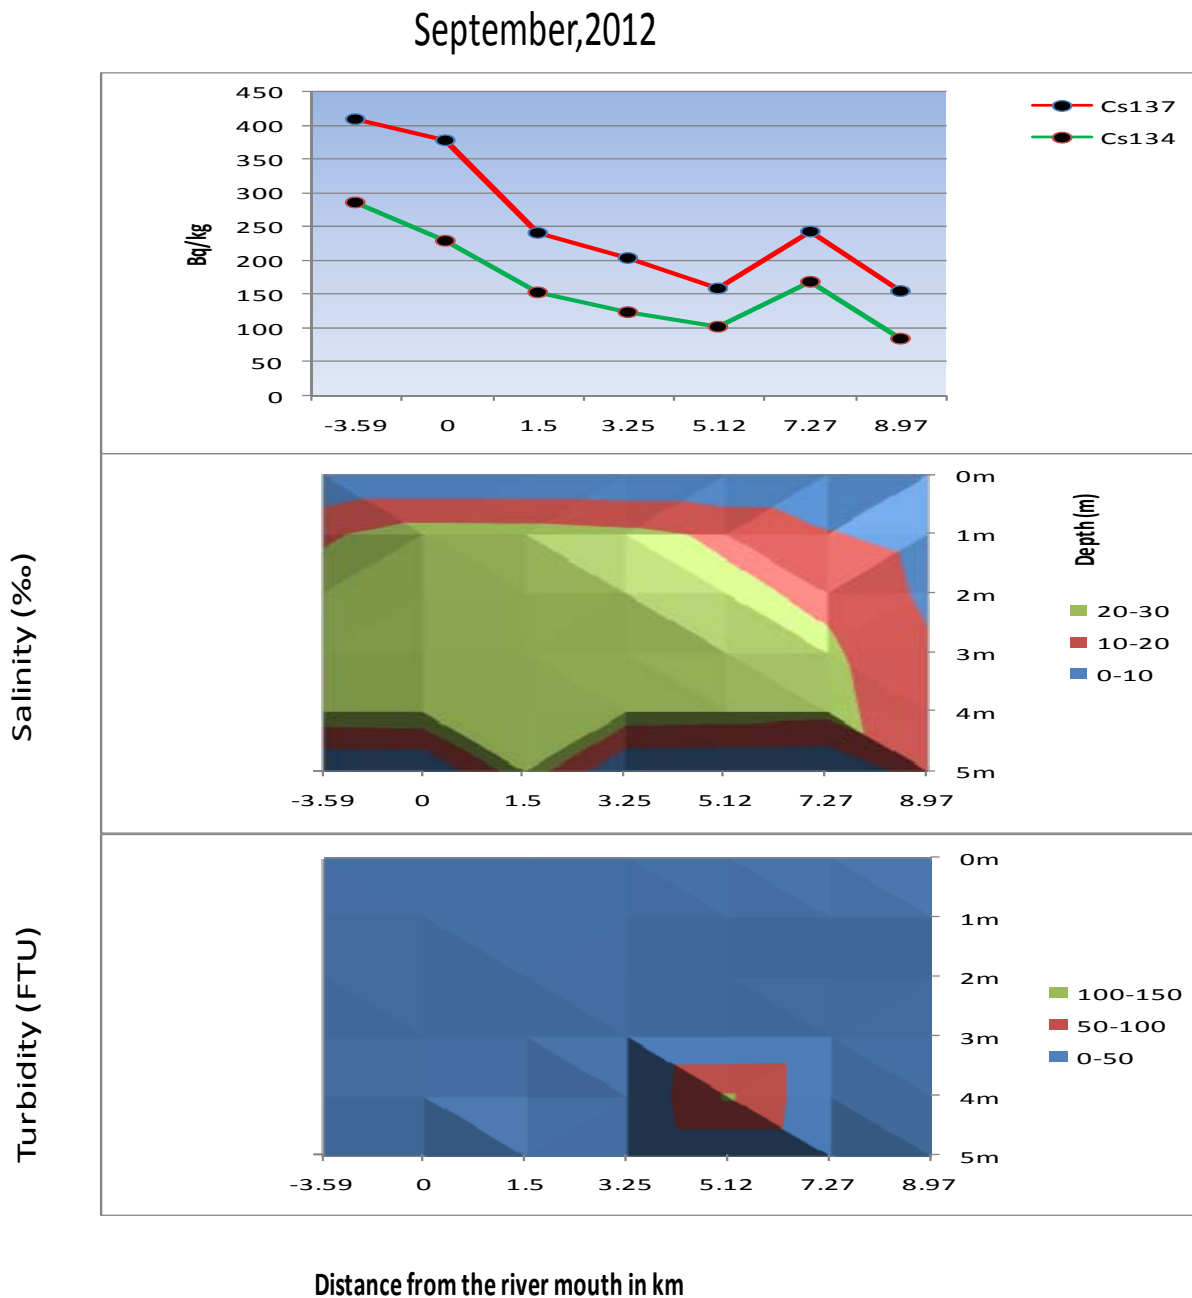 September,2012
450
400
350
300
250
200
150
100
50
0
Bq/kg
Cs137
Cs134
-3.59 0 1.5 3.25 5.12 7.27 8.97
Salinity (‰)
0m
1m
2m
3m
4m
5m
Depth (m)
20-30
10-20
0-10
-3.59 0 1.5 3.25 5.12 7.27 8.97
Turbidity (FTU)
0m
1m
2m
3m
4m
5m
100-150
50-100
0-50
-3.59 0 1.5 3.25 5.12 7.27 8.97
Distance from the river mouth in km